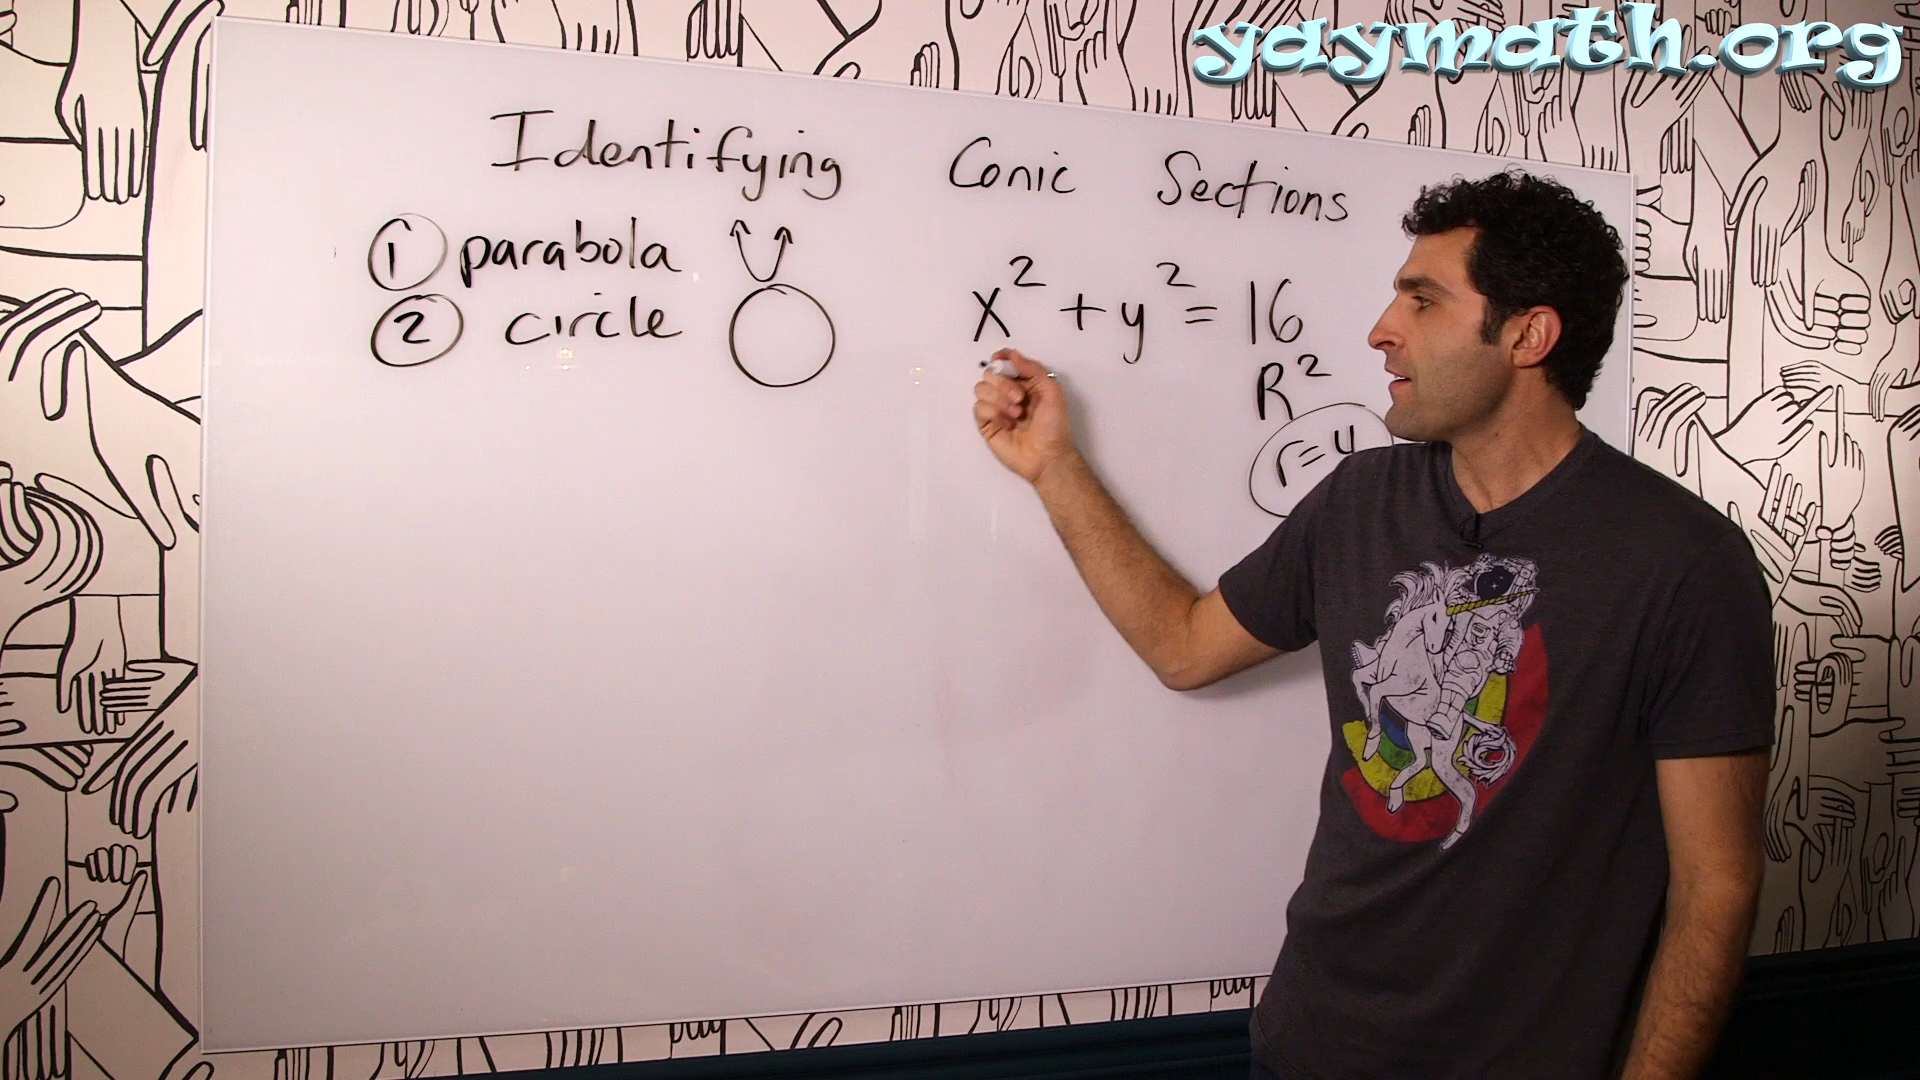 yaymath.org
Identifying Conic Sections
① parabola
② circle
x² + y² = 16
R²
r = 4